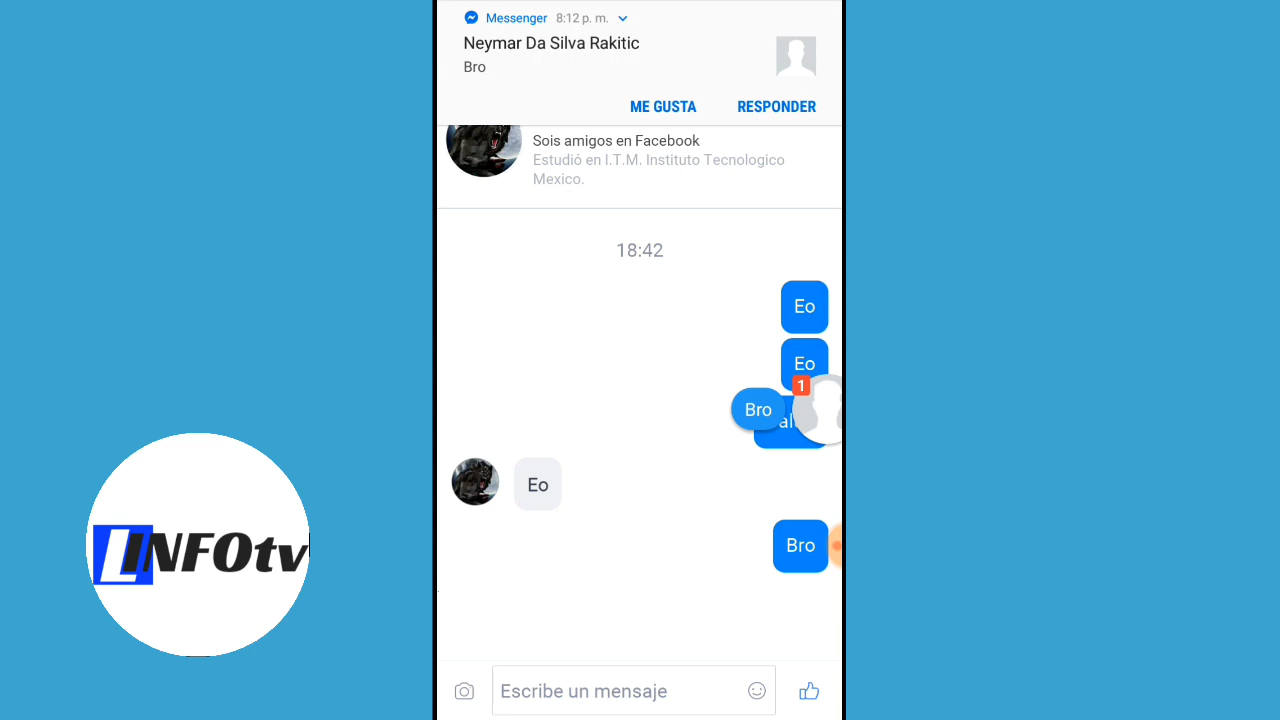 Messenger 8:12 p. m.
Neymar Da Silva Rakitic
Bro
ME GUSTA RESPONDER
Sois amigos en Facebook
Estudió en I.T.M. Instituto Tecnologico
Mexico.
18:42
Eo
Eo
1
Bro
Eo
Bro
LINFOtv
Escribe un mensaje